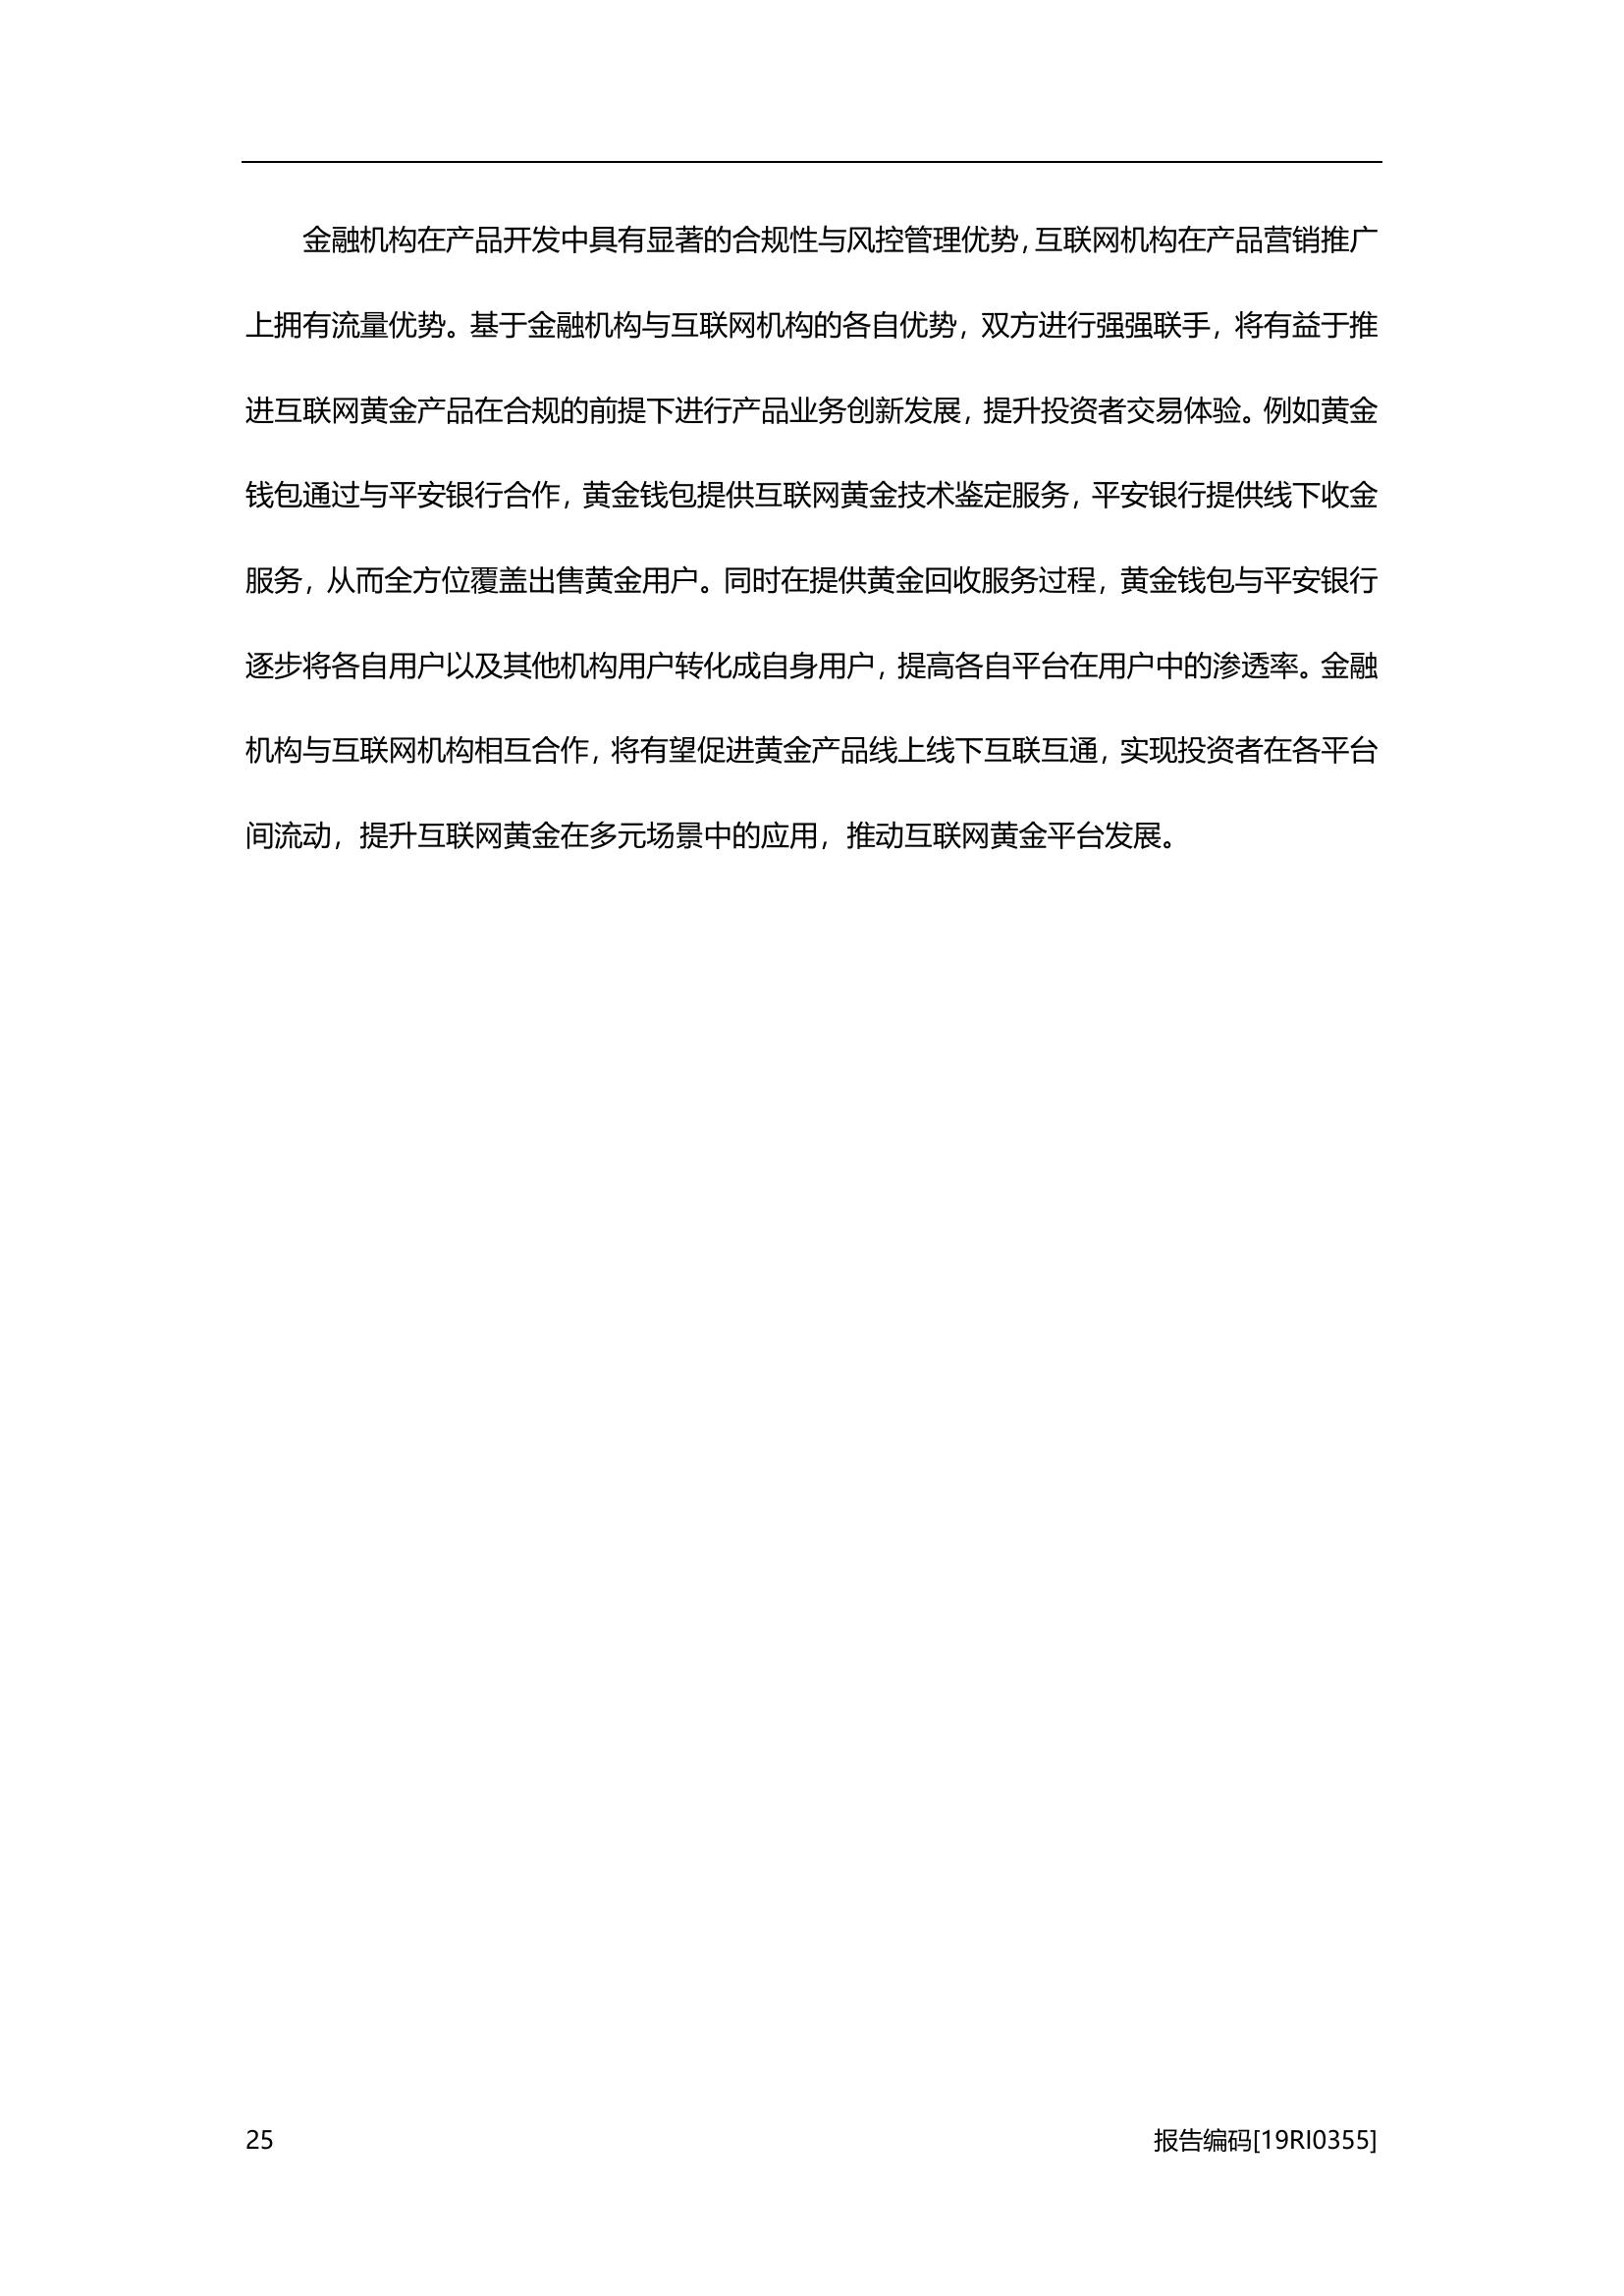 金融机构在产品开发中具有显著的合规性与风控管理优势，互联网机构在产品营销推广
上拥有流量优势。基于金融机构与互联网机构的各自优势，双方进行强强联手，将有益于推
进互联网黄金产品在合规的前提下进行产品业务创新发展，提升投资者交易体验。例如黄金
钱包通过与平安银行合作，黄金钱包提供互联网黄金技术鉴定服务，平安银行提供线下收金
服务，从而全方位覆盖出售黄金用户。同时在提供黄金回收服务过程，黄金钱包与平安银行
逐步将各自用户以及其他机构用户转化成自身用户，提高各自平台在用户中的渗透率。金融
机构与互联网机构相互合作，将有望促进黄金产品线上线下互联互通，实现投资者在各平台
间流动，提升互联网黄金在多元场景中的应用，推动互联网黄金平台发展。
25 报告编码[19RI0355]